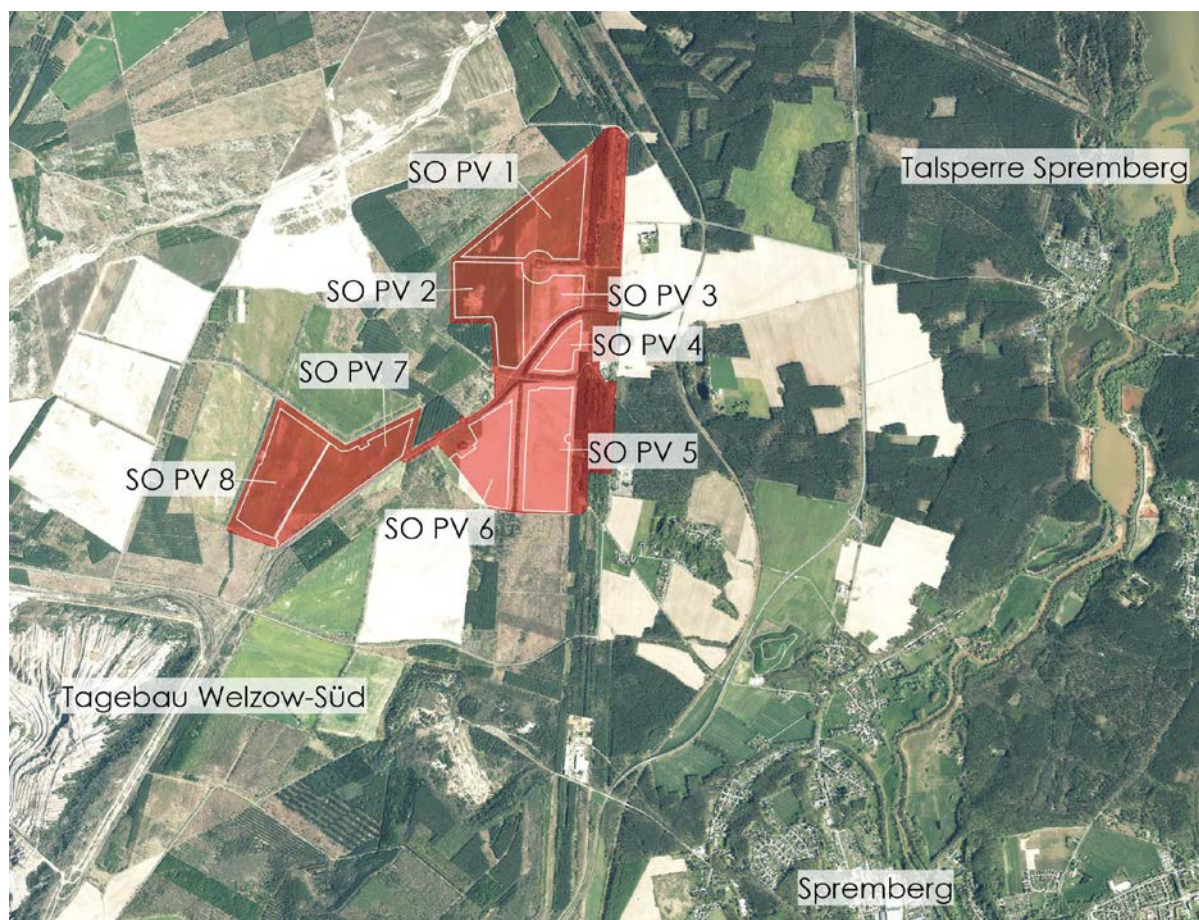 SO PV 1
Talsperre Spremberg
SO PV 2
SO PV 3
SO PV 4
SO PV 7
SO PV 5
SO PV 8
SO PV 6
Tagebau Welzow-Süd
Spremberg